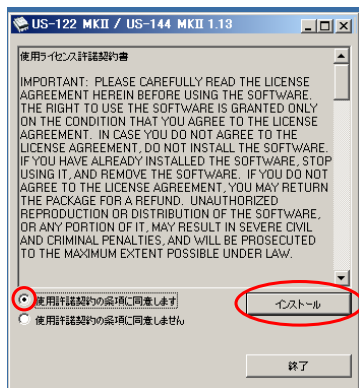 US-122 MKII / US-144 MKII 1.13
使用ライセンス許諾契約書
IMPORTANT:  PLEASE CAREFULLY READ THE LICENSE
AGREEMENT HEREIN BEFORE USING THE SOFTWARE.
THE RIGHT TO USE THE SOFTWARE IS GRANTED ONLY
ON THE CONDITION THAT YOU AGREE TO THE LICENSE
AGREEMENT.  IN CASE YOU DO NOT AGREE TO THE
LICENSE AGREEMENT, DO NOT INSTALL THE SOFTWARE.
IF YOU HAVE ALREADY INSTALLED THE SOFTWARE, STOP
USING IT, AND REMOVE THE SOFTWARE.  IF YOU DO NOT
AGREE TO THE LICENSE AGREEMENT, YOU MAY RETURN
THE PACKAGE FOR A REFUND.  UNAUTHORIZED
REPRODUCTION OR DISTRIBUTION OF THE SOFTWARE,
OR ANY PORTION OF IT, MAY RESULT IN SEVERE CIVIL
AND CRIMINAL PENALTIES, AND WILL BE PROSECUTED
TO THE MAXIMUM EXTENT POSSIBLE UNDER LAW.
使用許諾契約の条項に同意します
インストール
使用許諾契約の条項に同意しません
終了